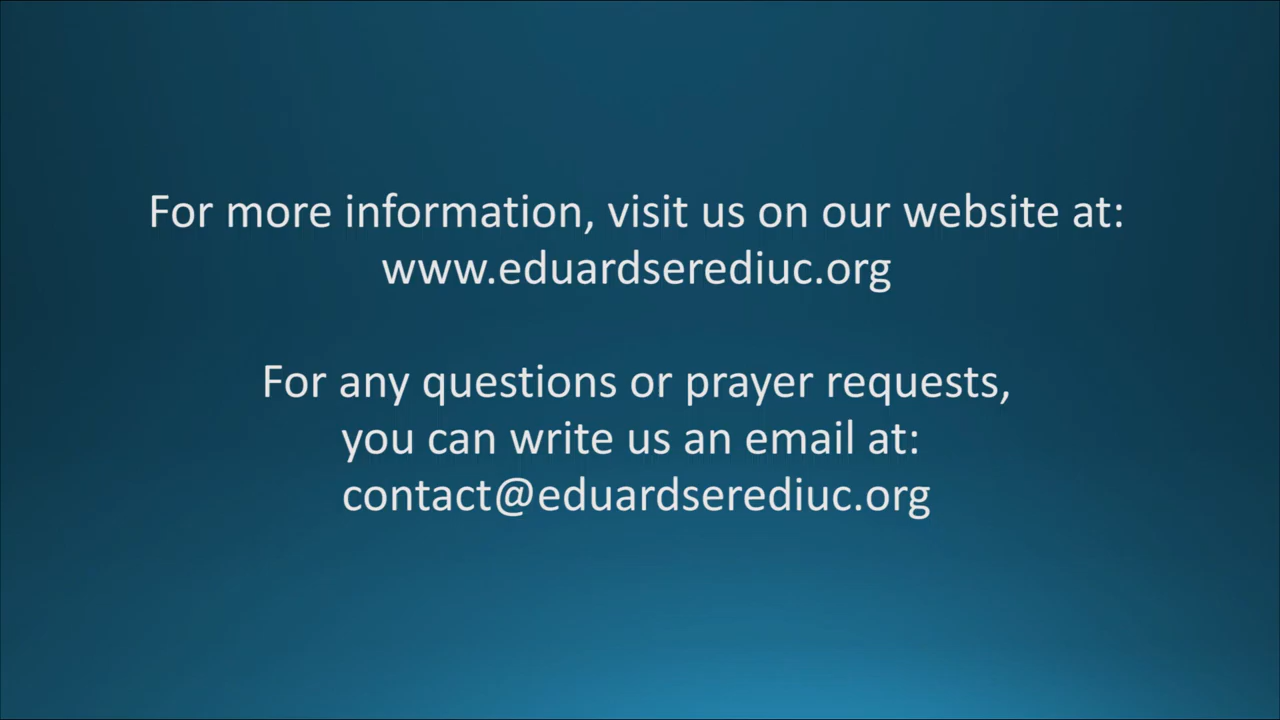 For more information, visit us on our website at:
www.eduardserediuc.org
For any questions or prayer requests,
you can write us an email at:
contact@eduardserediuc.org